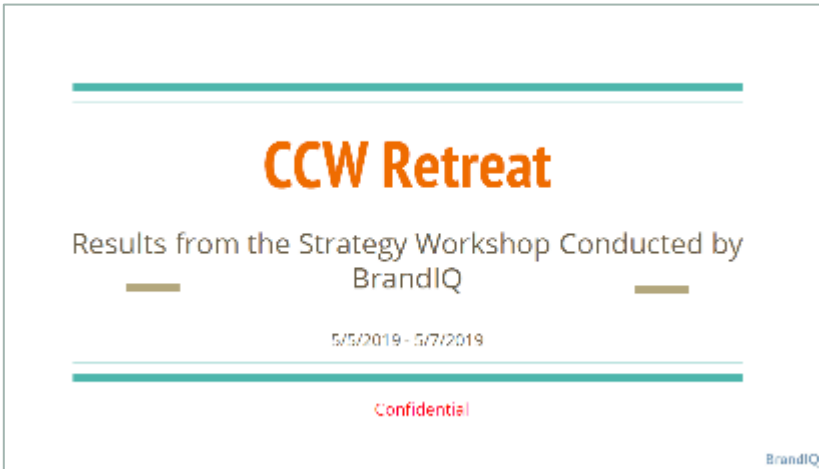 CCW Retreat
Results from the Strategy Workshop Conducted by
BrandIQ
5/5/2019 - 5/7/2019
Confidential
BrandIQ